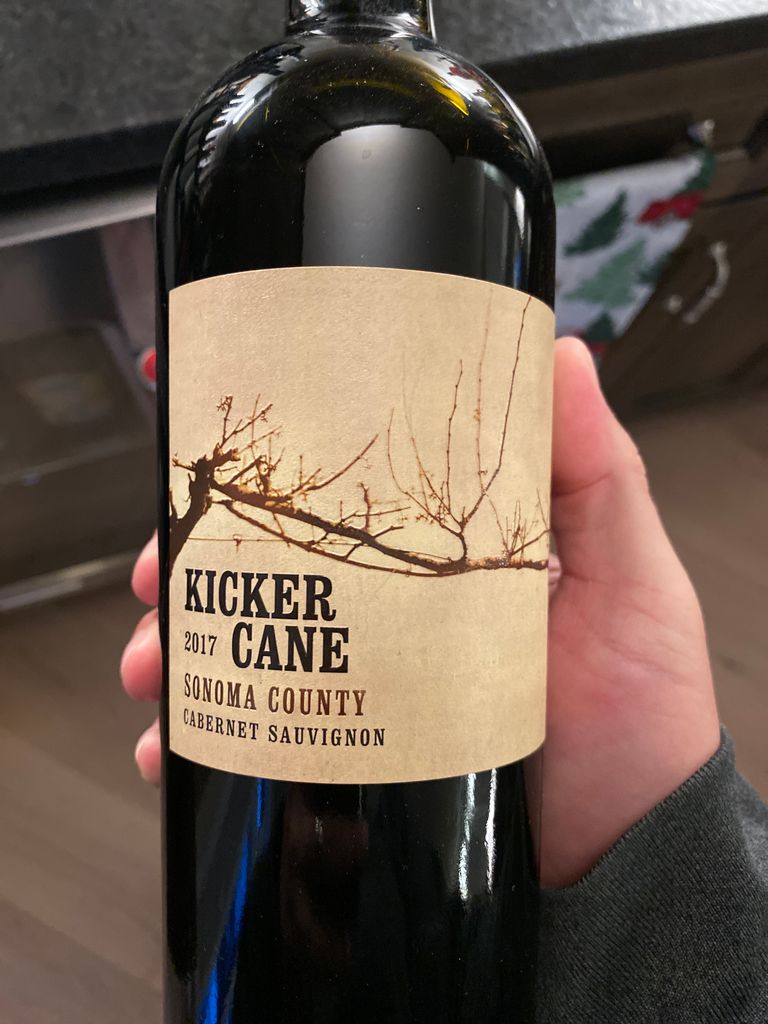 KICKER
2017 CANE
SONOMA COUNTY
CABERNET SAUVIGNON